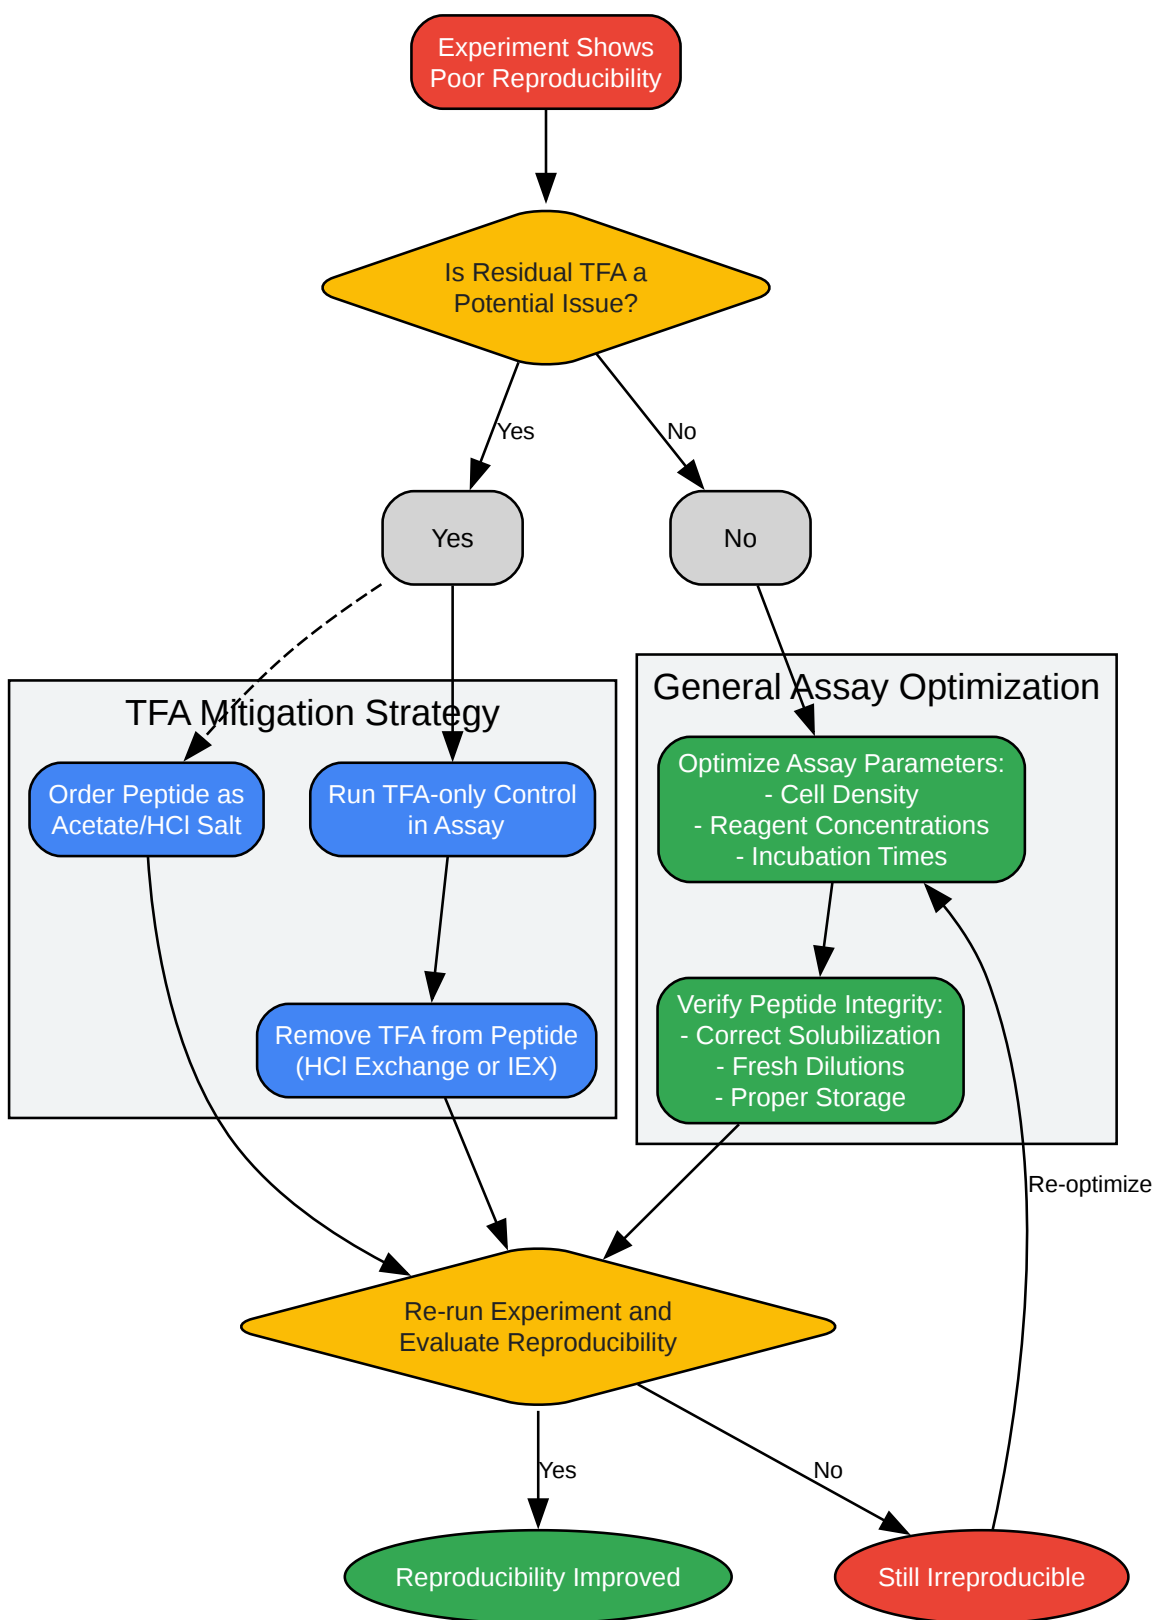 Experiment Shows
Poor Reproducibility
Is Residual TFA a
Potential Issue?
Yes
No
Yes
No
TFA Mitigation Strategy
General Assay Optimization
Order Peptide as
Acetate/HCl Salt
Run TFA-only Control
in Assay
Optimize Assay Parameters:
- Cell Density
- Reagent Concentrations
- Incubation Times
Remove TFA from Peptide
(HCl Exchange or IEX)
Verify Peptide Integrity:
- Correct Solubilization
- Fresh Dilutions
- Proper Storage
Re-optimize
Re-run Experiment and
Evaluate Reproducibility
Yes
No
Reproducibility Improved
Still Irreproducible